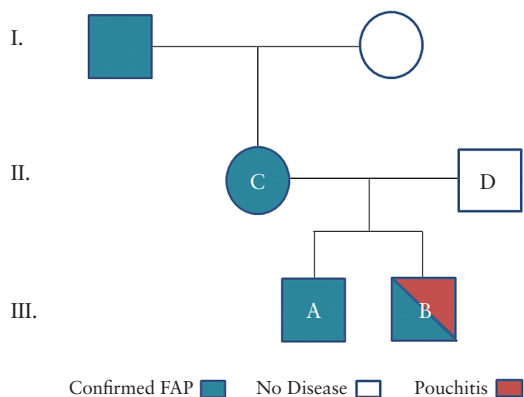 I.
II.
C
D
III.
A
B
Confirmed FAP
No Disease
Pouchitis